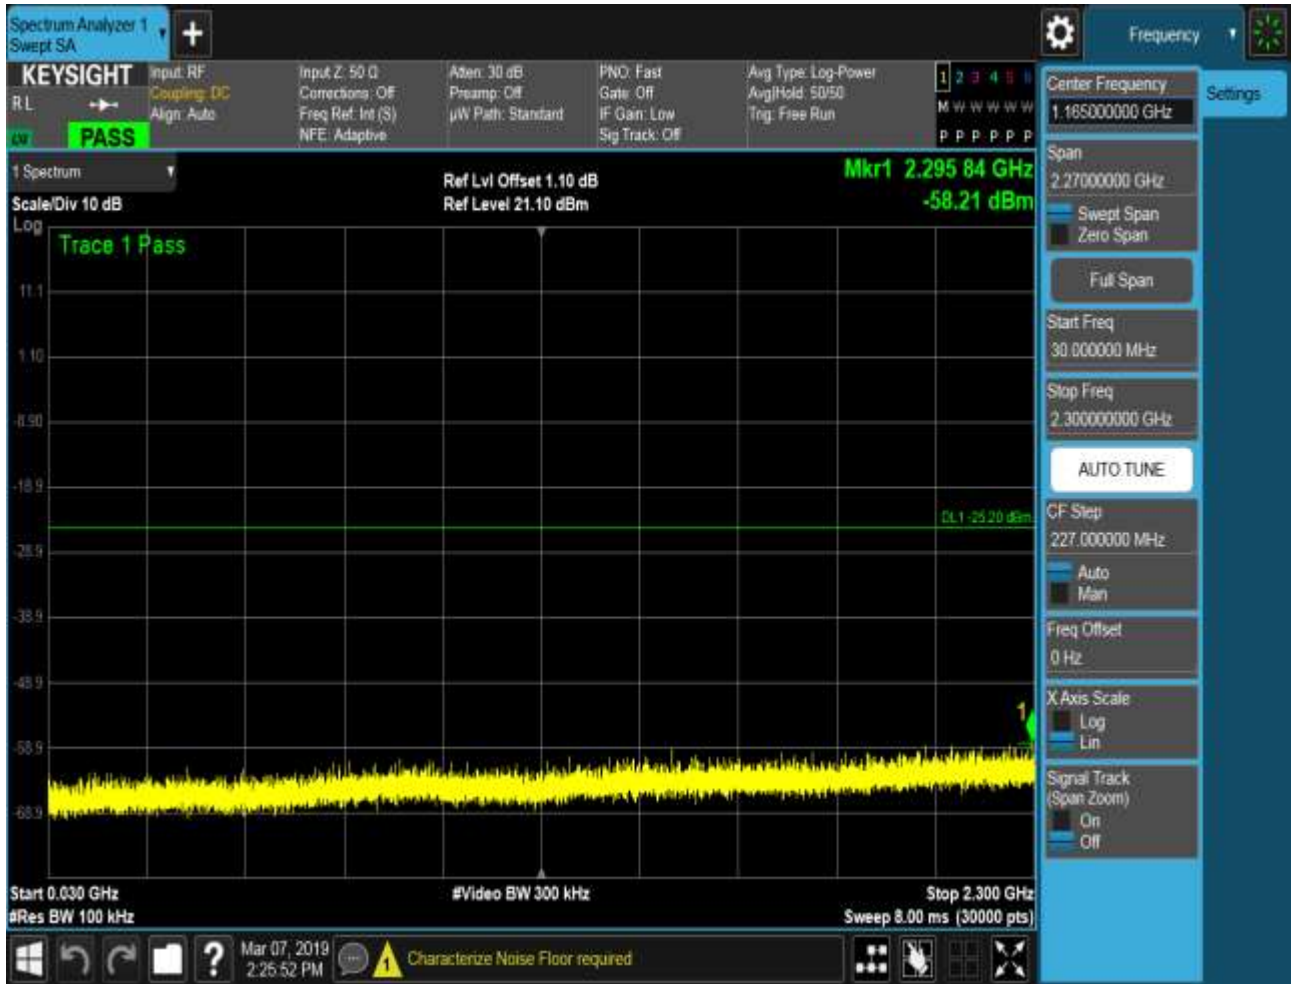 Spectrum Analyzer 1
Swept SA
+
Frequency
KEYSIGHT
R L
PASS
Input: RF
Coupling: DC
Align: Auto
Input Z: 50 Ω
Corrections: Off
Freq Ref: Int (S)
NFE: Adaptive
Atten: 30 dB
Preamp: Off
µW Path: Standard
PNO: Fast
Gate: Off
IF Gain: Low
Sig Track: Off
Avg Type: Log-Power
Avg|Hold: 50/50
Trig: Free Run
1 2 3 4 5 6
M W W W W W
P P P P P P
1 Spectrum
Scale/Div 10 dB
Ref Lvl Offset 1.10 dB
Ref Level 21.10 dBm
Mkr1 2.295 84 GHz
-58.21 dBm
Log
Trace 1 Pass
11.1
1.10
-8.90
-18.9
DL1 -25.20 dBm
-28.9
-38.9
-48.9
1
-58.9
-68.9
Start 0.030 GHz
#Res BW 100 kHz
#Video BW 300 kHz
Stop 2.300 GHz
Sweep 8.00 ms (30000 pts)
Center Frequency
1.165000000 GHz
Settings
Span
2.27000000 GHz
Swept Span
Zero Span
Full Span
Start Freq
30.000000 MHz
Stop Freq
2.300000000 GHz
AUTO TUNE
CF Step
227.000000 MHz
Auto
Man
Freq Offset
0 Hz
X Axis Scale
Log
Lin
Signal Track
(Span Zoom)
On
Off
?
Mar 07, 2019
2:25:52 PM
1
Characterize Noise Floor required